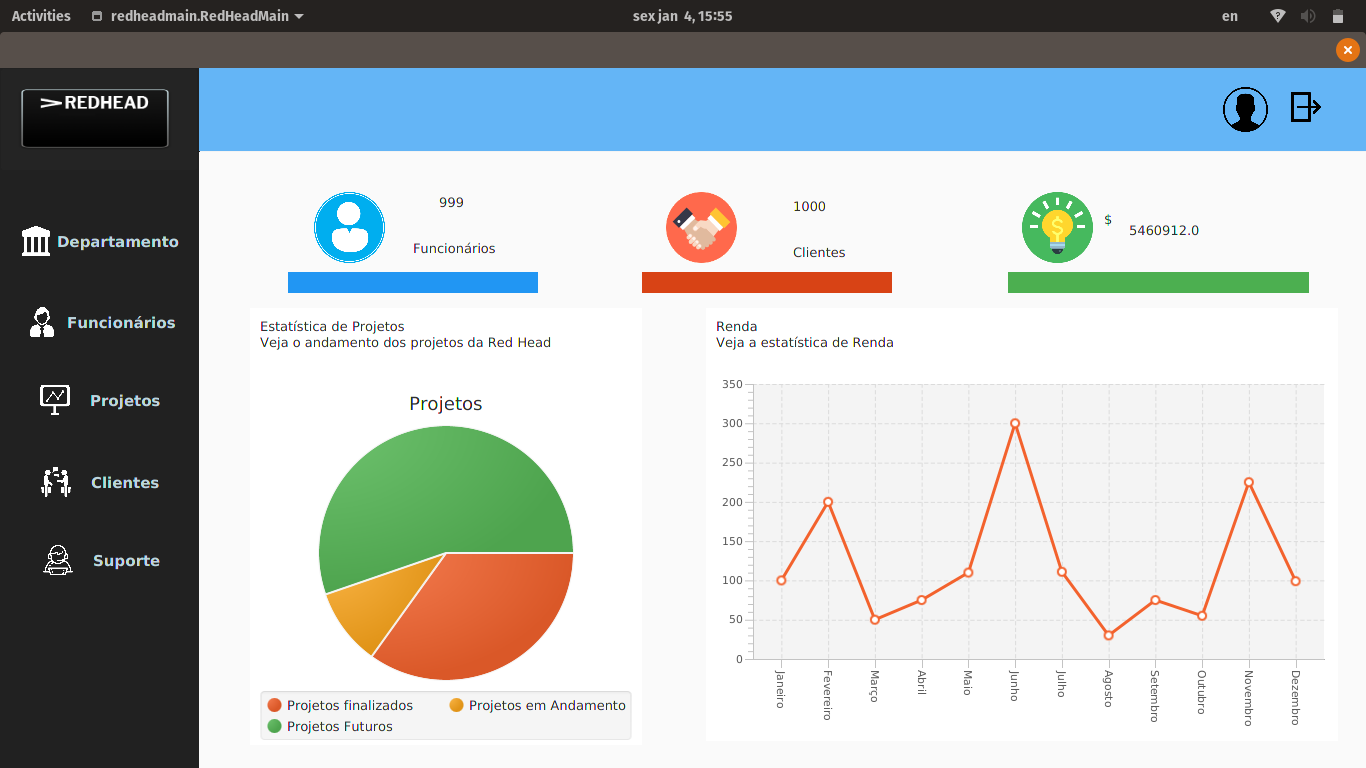 Activities
redheadmain.RedHeadMain
sex jan 4, 15:55
en
REDHEAD
Departamento
Funcionários
Projetos
Clientes
Suporte
999
Funcionários
1000
Clientes
$
5460912.0
Estatística de Projetos
Veja o andamento dos projetos da Red Head
Projetos
Projetos finalizados
Projetos em Andamento
Projetos Futuros
Renda
Veja a estatística de Renda
350
300
250
200
150
100
50
0
Janeiro
Fevereiro
Março
Abril
Maio
Junho
Julho
Agosto
Setembro
Outubro
Novembro
Dezembro